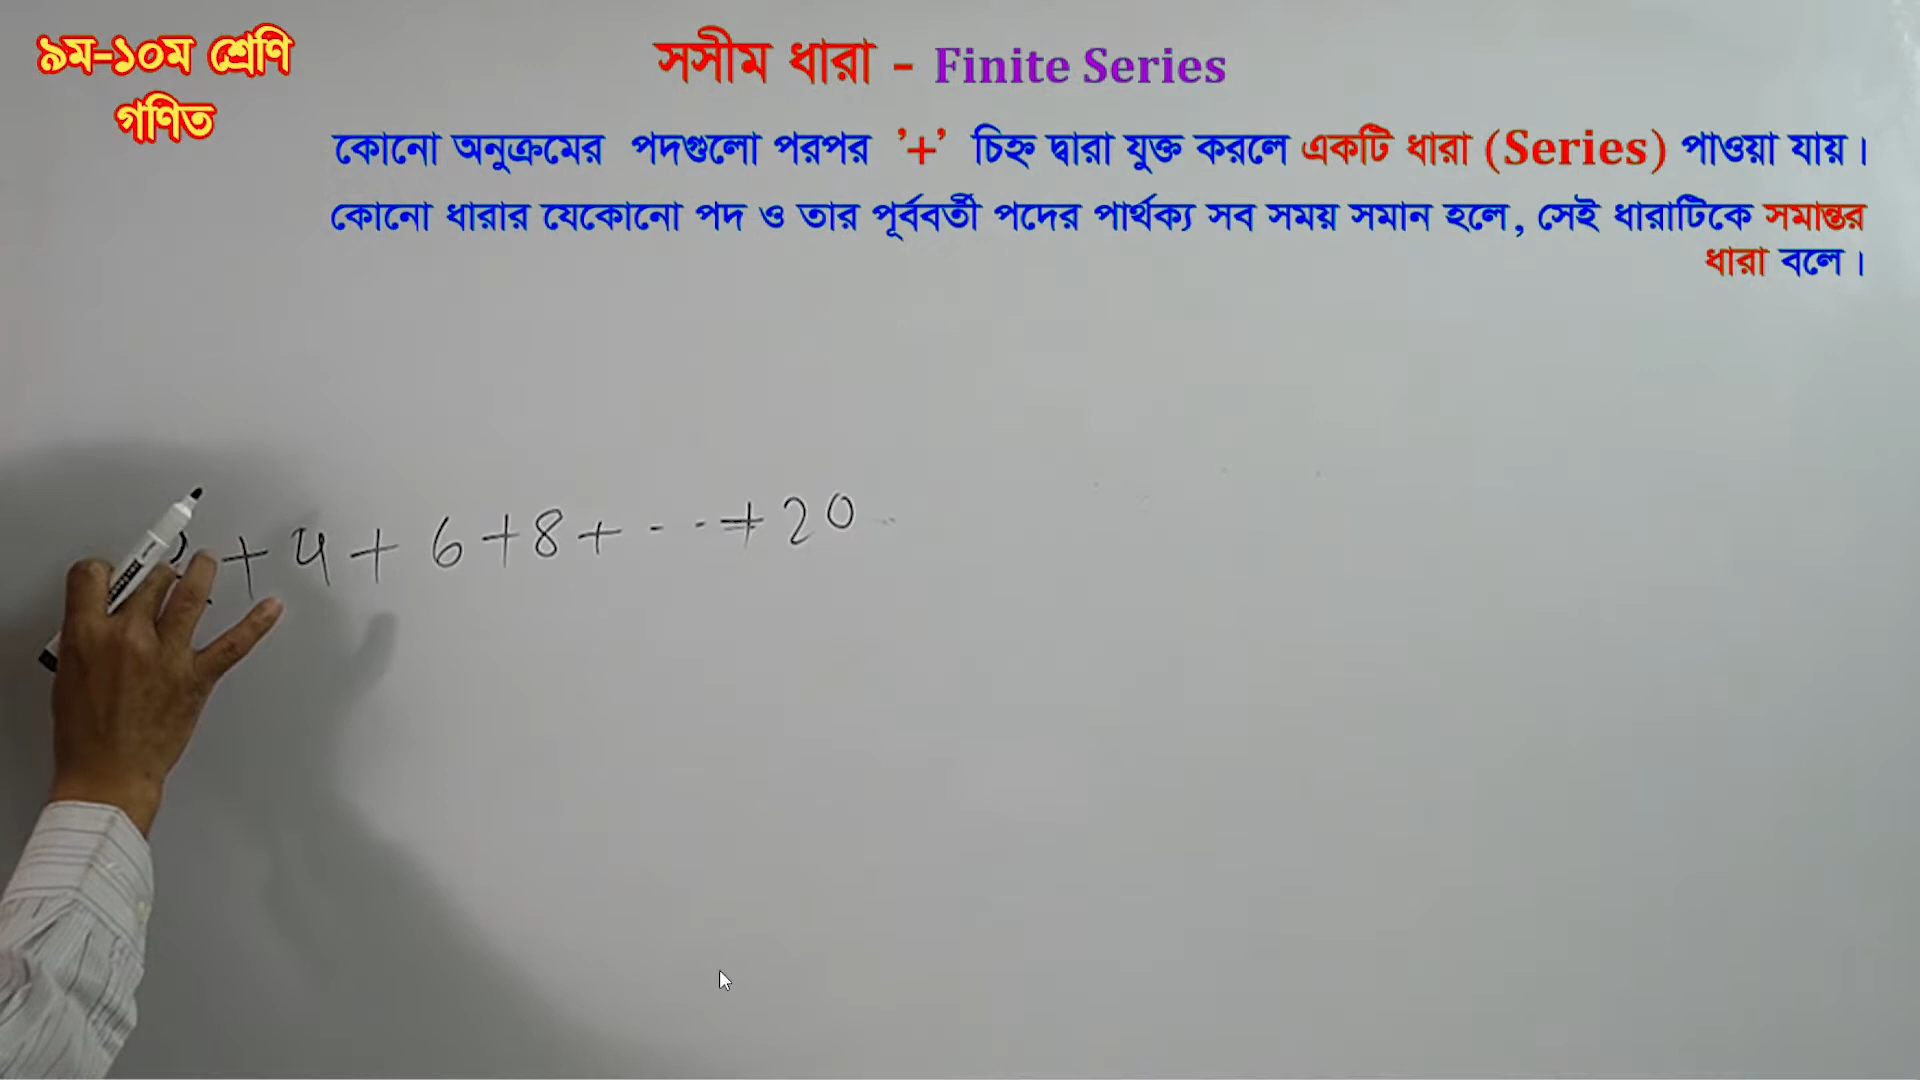 ৯ম-১০ম শ্রেণি
গণিত
সসীম ধারা - Finite Series
কোনো অনুক্রমের পদগুলো পরপর '+' চিহ্ন দ্বারা যুক্ত করলে একটি ধারা (Series) পাওয়া যায়।
কোনো ধারার যেকোনো পদ ও তার পূর্ববর্তী পদের পার্থক্য সব সময় সমান হলে, সেই ধারাটিকে সমান্তর
ধারা বলে।
2 + 4 + 6 + 8 + ---- + 20